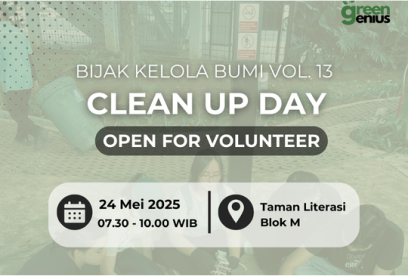 green
genius
BIJAK KELOLA BUMI VOL. 13
CLEAN UP DAY
OPEN FOR VOLUNTEER
24 Mei 2025
07.30 - 10.00 WIB
Taman Literasi
Blok M